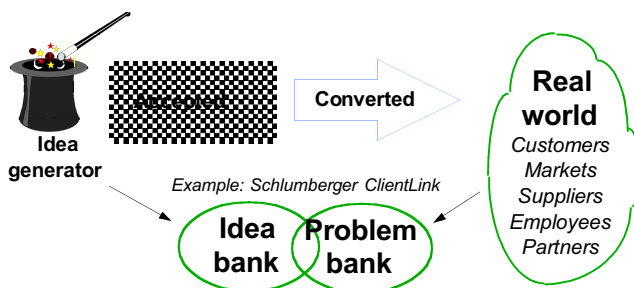 Idea
generator
Accepted
Converted
Real
world
Customers
Markets
Suppliers
Employees
Partners
Example: Schlumberger ClientLink
Idea
bank
Problem
bank